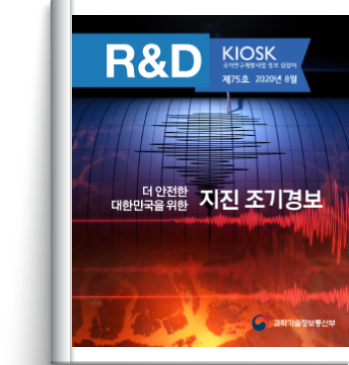 R&D
KIOSK
국가연구개발사업 정보 길잡이
제75호 2020년 8월
더 안전한
대한민국을 위한
지진 조기경보
과학기술정보통신부